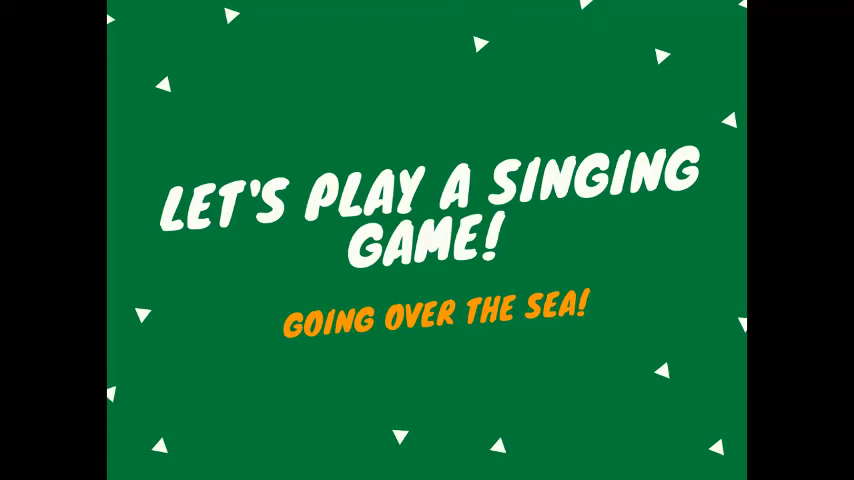 LET'S PLAY A SINGING
GAME!
GOING OVER THE SEA!